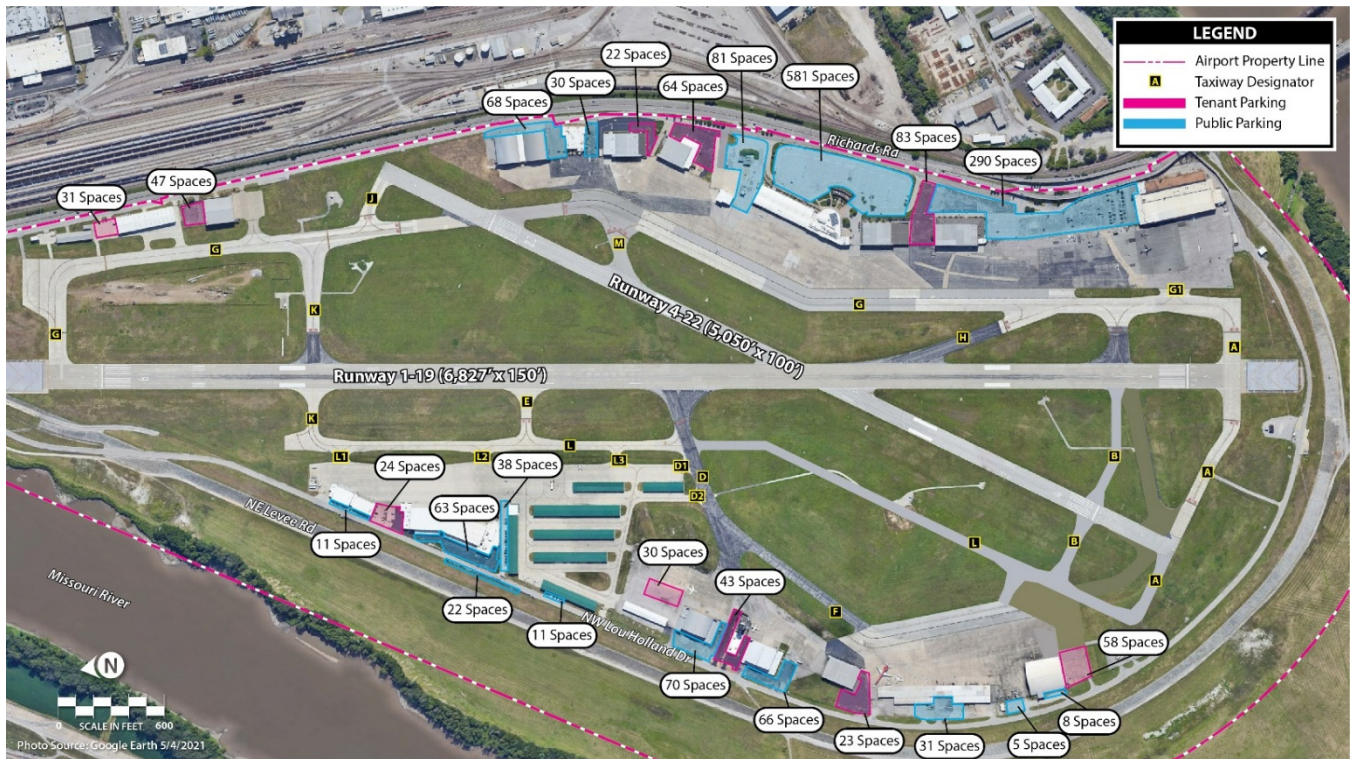 LEGEND
Airport Property Line
A
Taxiway Designator
Tenant Parking
Public Parking
22 Spaces
81 Spaces
581 Spaces
30 Spaces
64 Spaces
68 Spaces
Richards Rd
83 Spaces
290 Spaces
47 Spaces
31 Spaces
J
M
G
G
G1
K
H
G
A
Runway 4-22 (5,050' x 100')
Runway 1-19 (6,827' x 150')
E
K
L
L1
L2
L3
D1
D
D2
B
A
38 Spaces
24 Spaces
63 Spaces
NE Levee Rd
11 Spaces
22 Spaces
11 Spaces
30 Spaces
43 Spaces
L
B
A
F
Missouri River
NW Lou Holland Dr
58 Spaces
70 Spaces
66 Spaces
23 Spaces
31 Spaces
5 Spaces
8 Spaces
N
0 SCALE IN FEET 600
Photo Source: Google Earth 5/4/2021